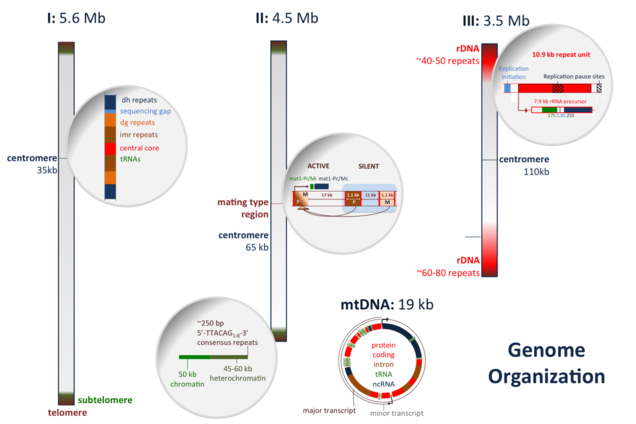 I: 5.6 Mb
II: 4.5 Mb
III: 3.5 Mb
dh repeats
sequencing gap
dg repeats
imr repeats
central core
tRNAs
centromere
35kb
ACTIVE
SILENT
mat1-Pc/Mi
mat1-Pc/Mc
M
17 kb
1.1 kb
11 kb
1.1 kb
P
M
mating type
region
centromere
65 kb
rDNA
~40-50 repeats
10.9 kb repeat unit
Replication
initiation
Replication pause sites
7.9 kb rRNA precursor
17S 5.8S 25S
centromere
110kb
rDNA
~60-80 repeats
~250 bp
5'-TTACAG1-8-3'
consensus repeats
50 kb
chromatin
45-60 kb
heterochromatin
subtelomere
telomere
mtDNA: 19 kb
protein
coding
intron
tRNA
ncRNA
major transcript
minor transcript
Genome
Organization